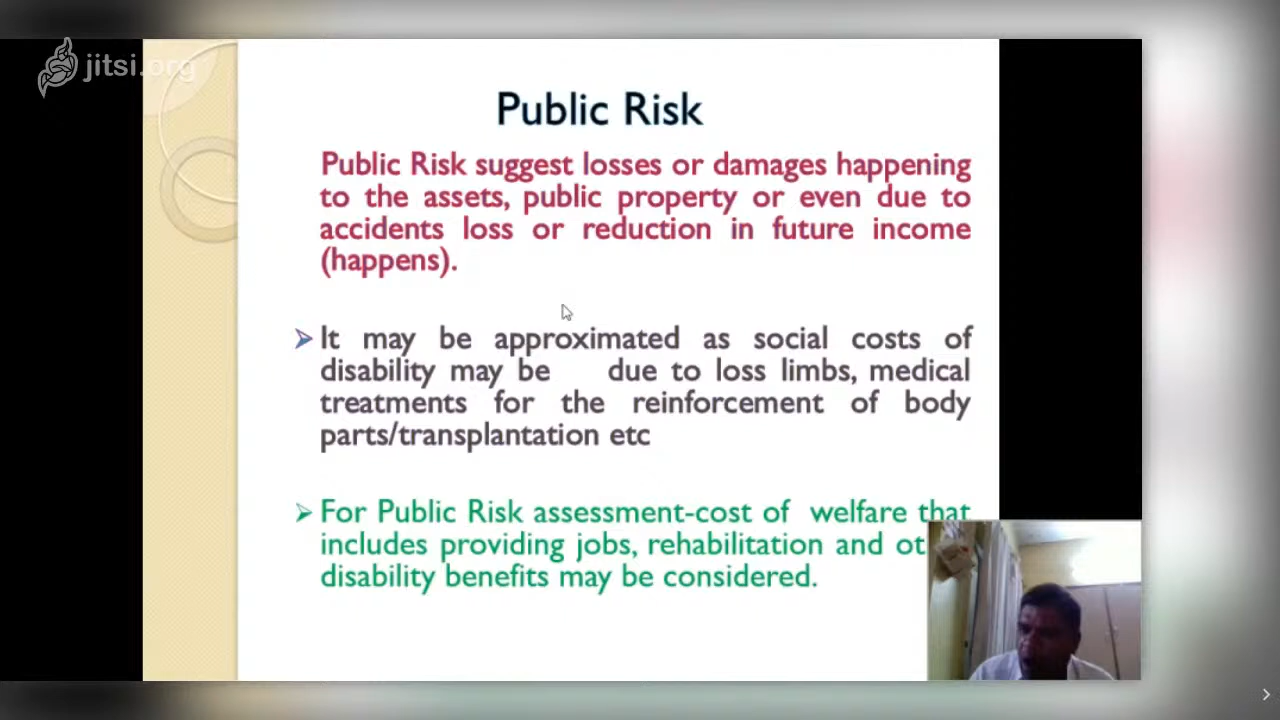 jitsi.org
Public Risk
Public Risk suggest losses or damages happening
to the assets, public property or even due to
accidents loss or reduction in future income
(happens).
It may be approximated as social costs of
disability may be due to loss limbs, medical
treatments for the reinforcement of body
parts/transplantation etc
For Public Risk assessment-cost of welfare that
includes providing jobs, rehabilitation and
disability benefits may be considered.